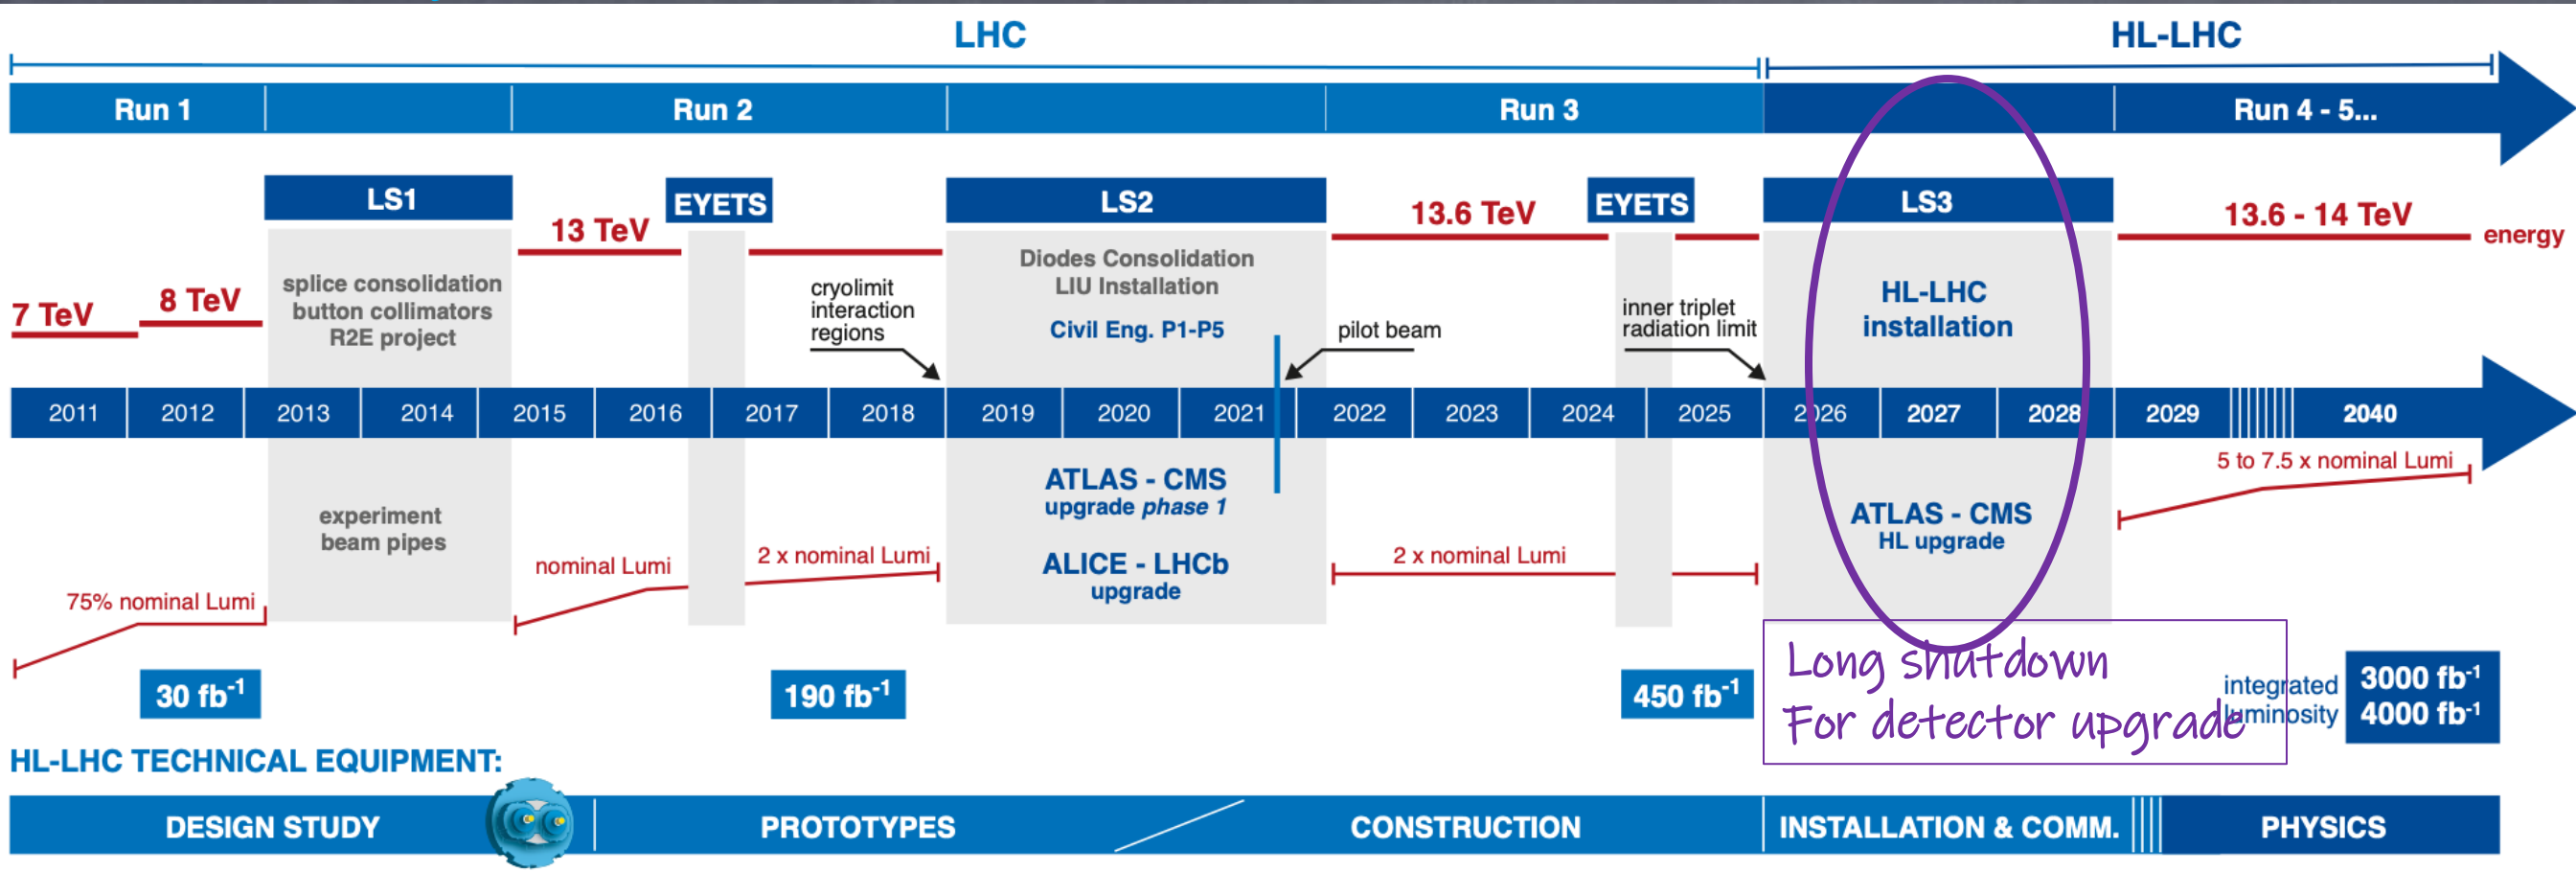 LHC
HL-LHC
Run 1
Run 2
Run 3
Run 4 - 5...
LS1
EYETS
LS2
EYETS
LS3
13 TeV
13.6 TeV
13.6 - 14 TeV
energy
7 TeV
8 TeV
splice consolidation
button collimators
R2E project
cryolimit
interaction
regions
Diodes Consolidation
LIU Installation
Civil Eng. P1-P5
pilot beam
inner triplet
radiation limit
HL-LHC
installation
2011
2012
2013
2014
2015
2016
2017
2018
2019
2020
2021
2022
2023
2024
2025
2026
2027
2028
2029
2040
5 to 7.5 x nominal Lumi
experiment
beam pipes
ATLAS - CMS
upgrade phase 1
ALICE - LHCb
upgrade
ATLAS - CMS
HL upgrade
75% nominal Lumi
nominal Lumi
2 x nominal Lumi
2 x nominal Lumi
30 fb-1
190 fb-1
450 fb-1
Long shutdown
For detector upgrade
integrated
luminosity
3000 fb-1
4000 fb-1
HL-LHC TECHNICAL EQUIPMENT:
DESIGN STUDY
PROTOTYPES
CONSTRUCTION
INSTALLATION & COMM.
PHYSICS